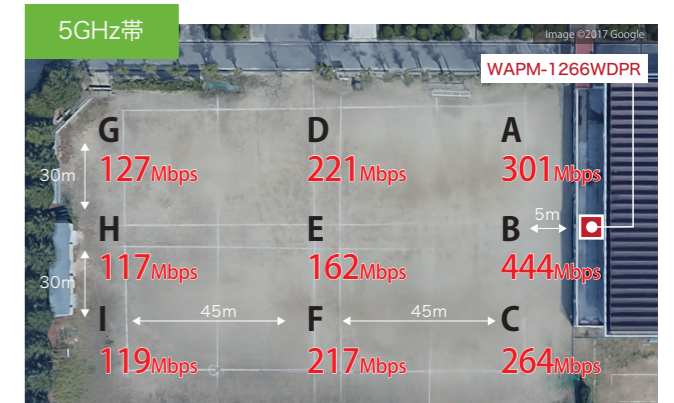 5GHz帯
Image ©2017 Google
WAPM-1266WDPR
G
127Mbps
D
221Mbps
A
301Mbps
30m
5m
H
117Mbps
E
162Mbps
B
444Mbps
30m
45m
45m
I
119Mbps
F
217Mbps
C
264Mbps